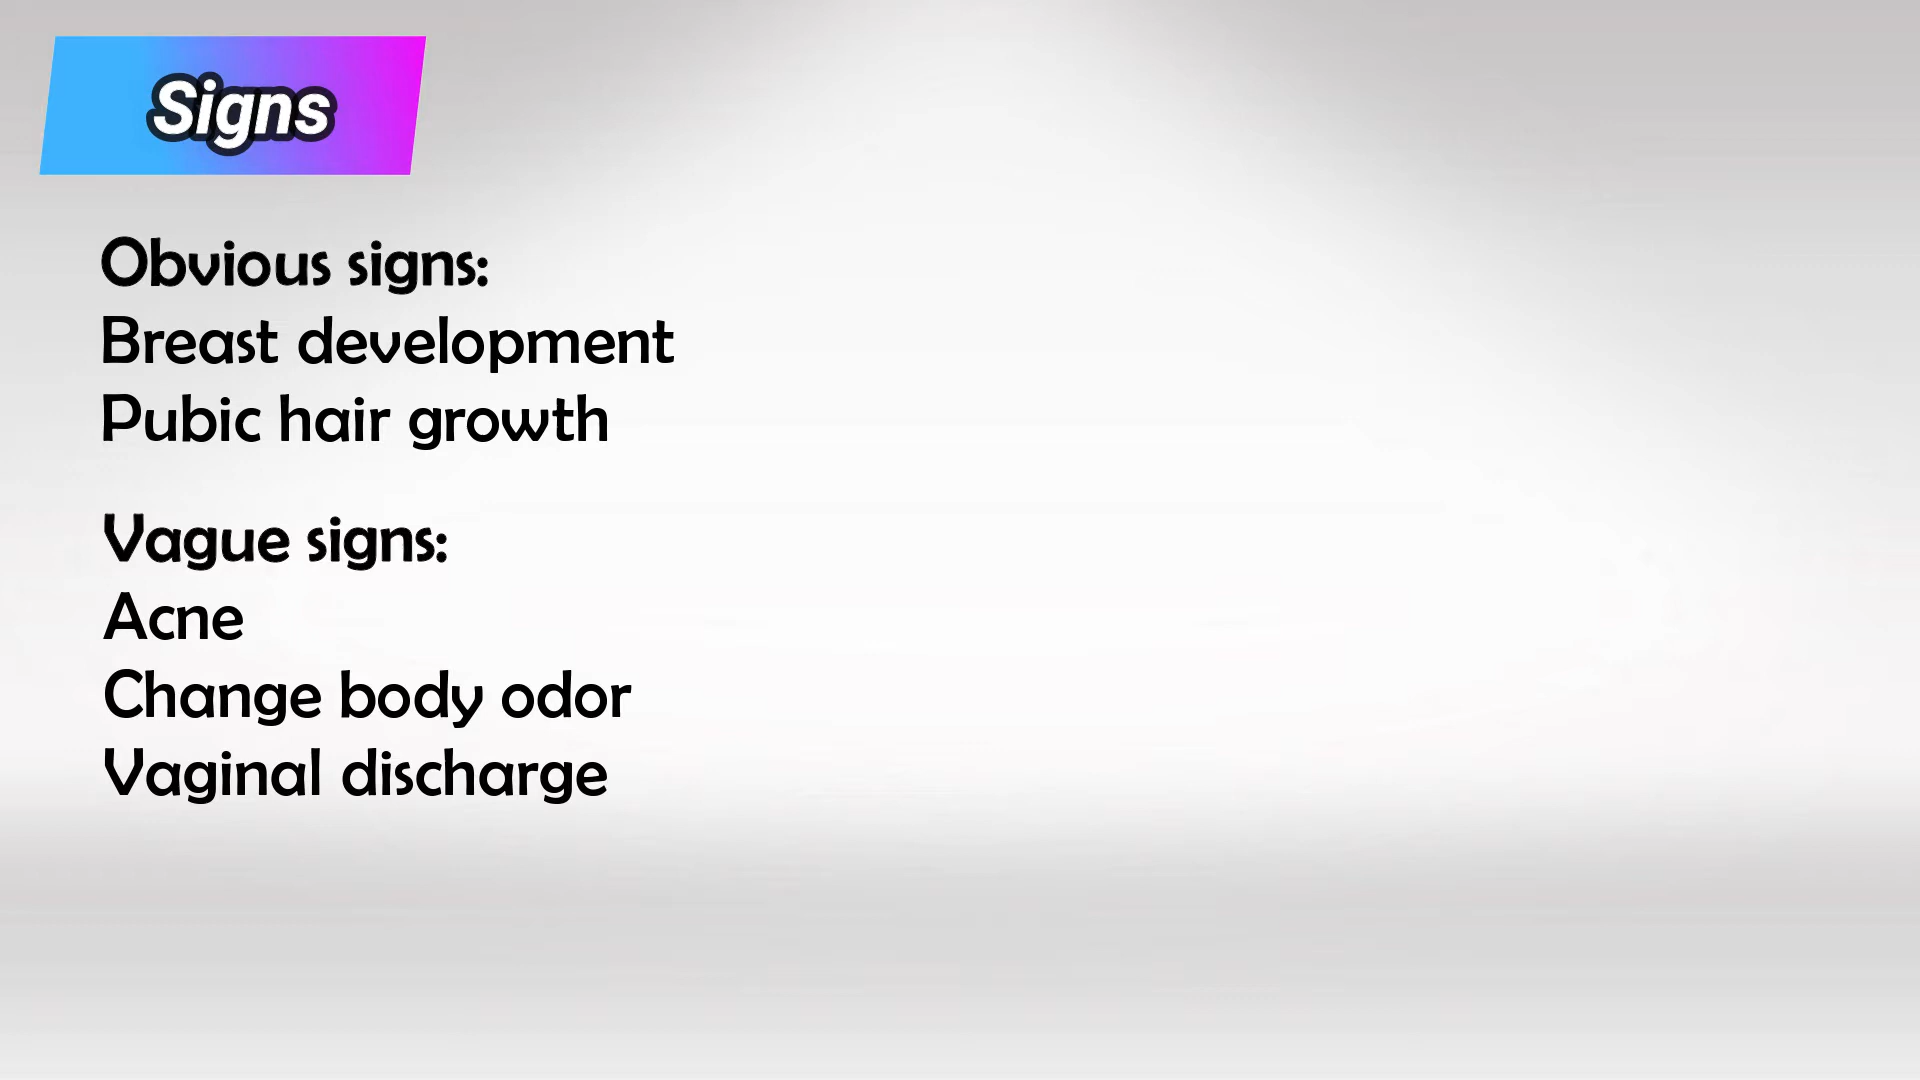 Signs
Obvious signs:
Breast development
Pubic hair growth
Vague signs:
Acne
Change body odor
Vaginal discharge